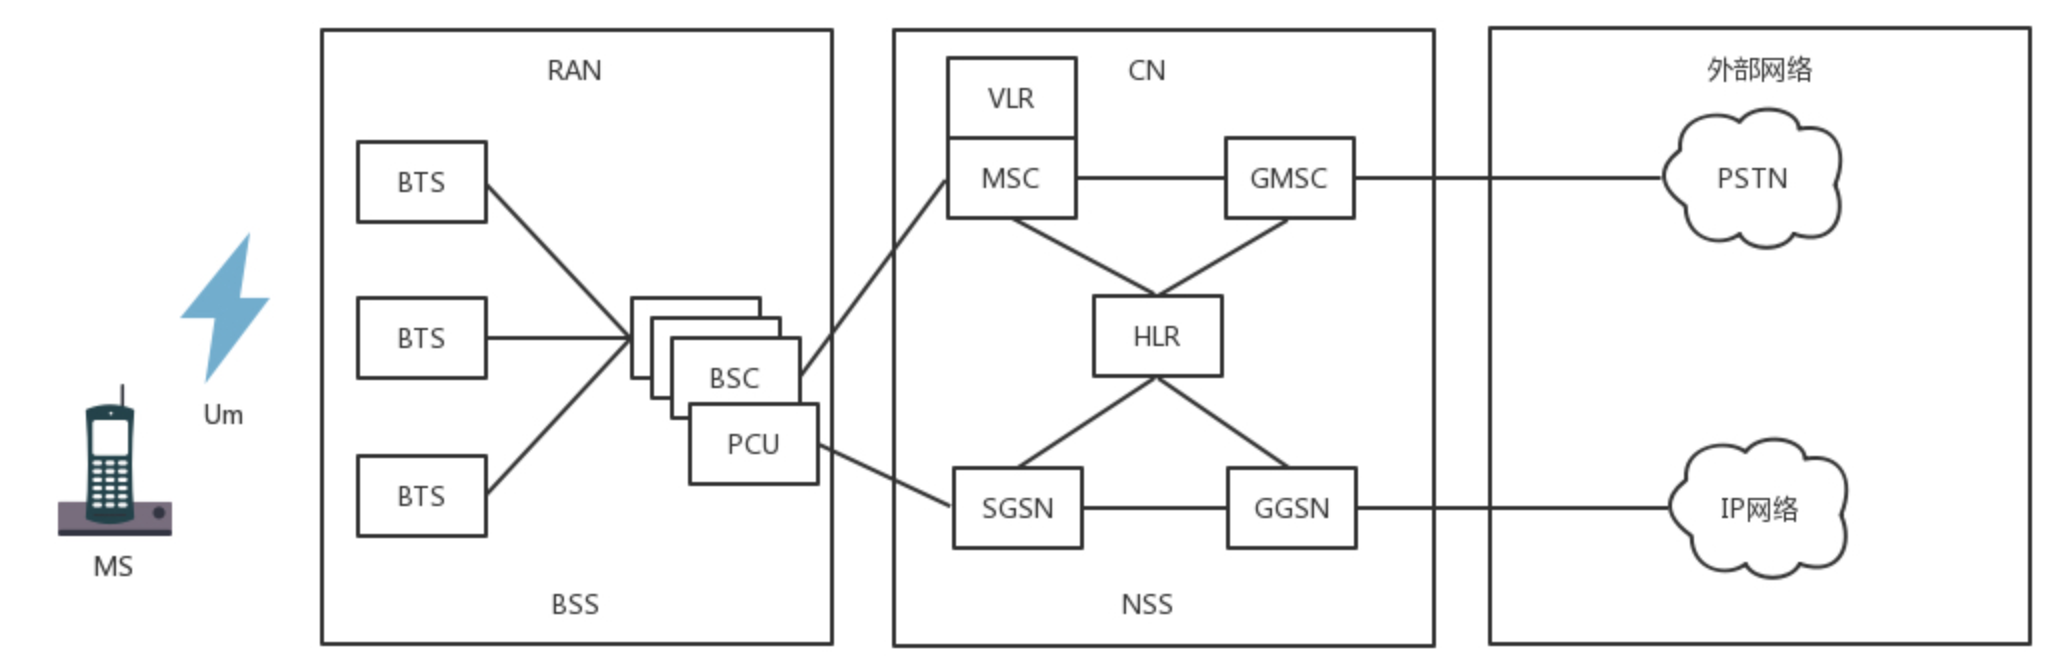 MS
Um
RAN
BTS
BTS
BTS
BSC
PCU
BSS
CN
VLR
MSC
GMSC
HLR
SGSN
GGSN
NSS
外部网络
PSTN
IP网络